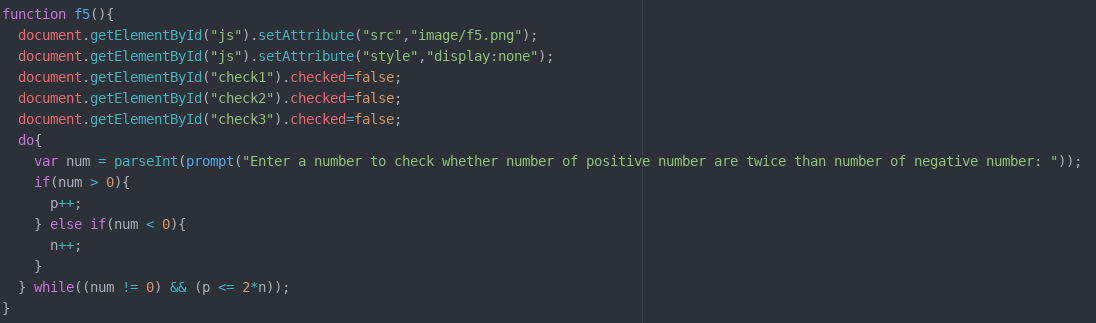 function f5(){
  document.getElementById("js").setAttribute("src","image/f5.png");
  document.getElementById("js").setAttribute("style","display:none");
  document.getElementById("check1").checked=false;
  document.getElementById("check2").checked=false;
  document.getElementById("check3").checked=false;
  do{
    var num = parseInt(prompt("Enter a number to check whether number of positive number are twice than number of negative number: "));
    if(num > 0){
      p++;
    } else if(num < 0){
      n++;
    }
  } while((num != 0) && (p <= 2*n));
}